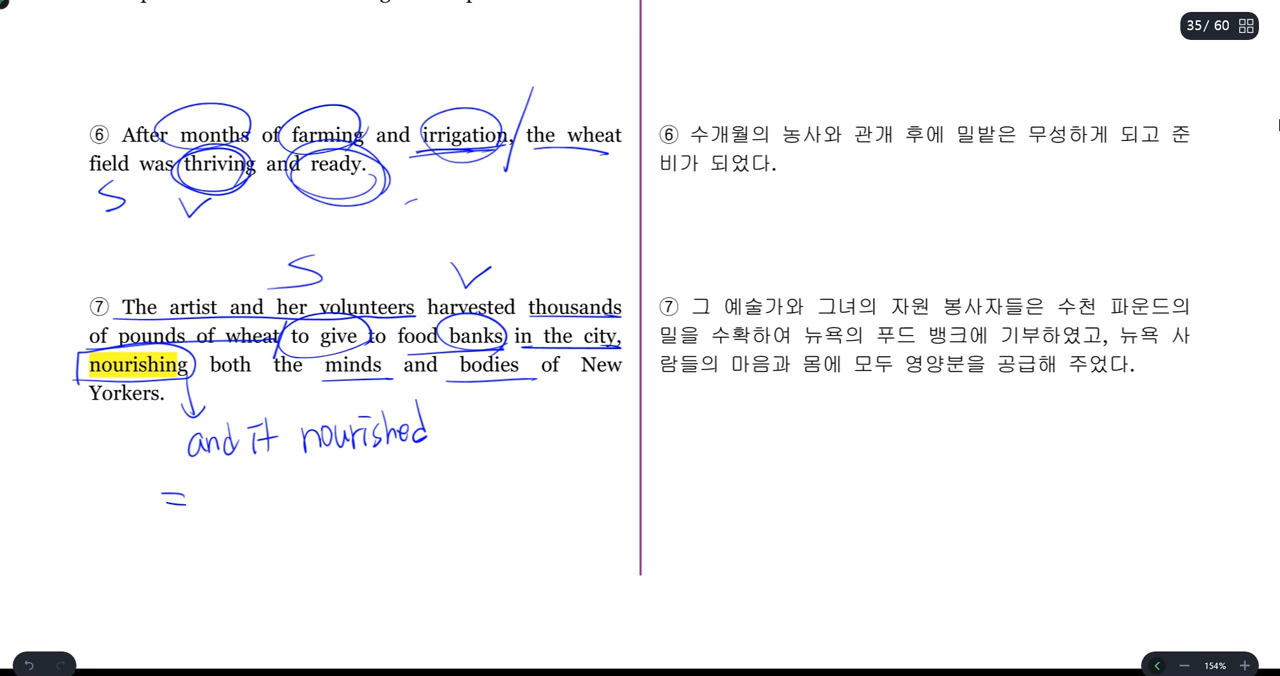 35/ 60
⑥ After months of farming and irrigation, the wheat
field was thriving and ready.
S V
⑥ 수개월의 농사와 관개 후에 밀밭은 무성하게 되고 준
비가 되었다.
S V
⑦ The artist and her volunteers harvested thousands
of pounds of wheat to give to food banks in the city,
nourishing both the minds and bodies of New
Yorkers.
and it nourished
=
⑦ 그 예술가와 그녀의 자원 봉사자들은 수천 파운드의
밀을 수확하여 뉴욕의 푸드 뱅크에 기부하였고, 뉴욕 사
람들의 마음과 몸에 모두 영양분을 공급해 주었다.
154%